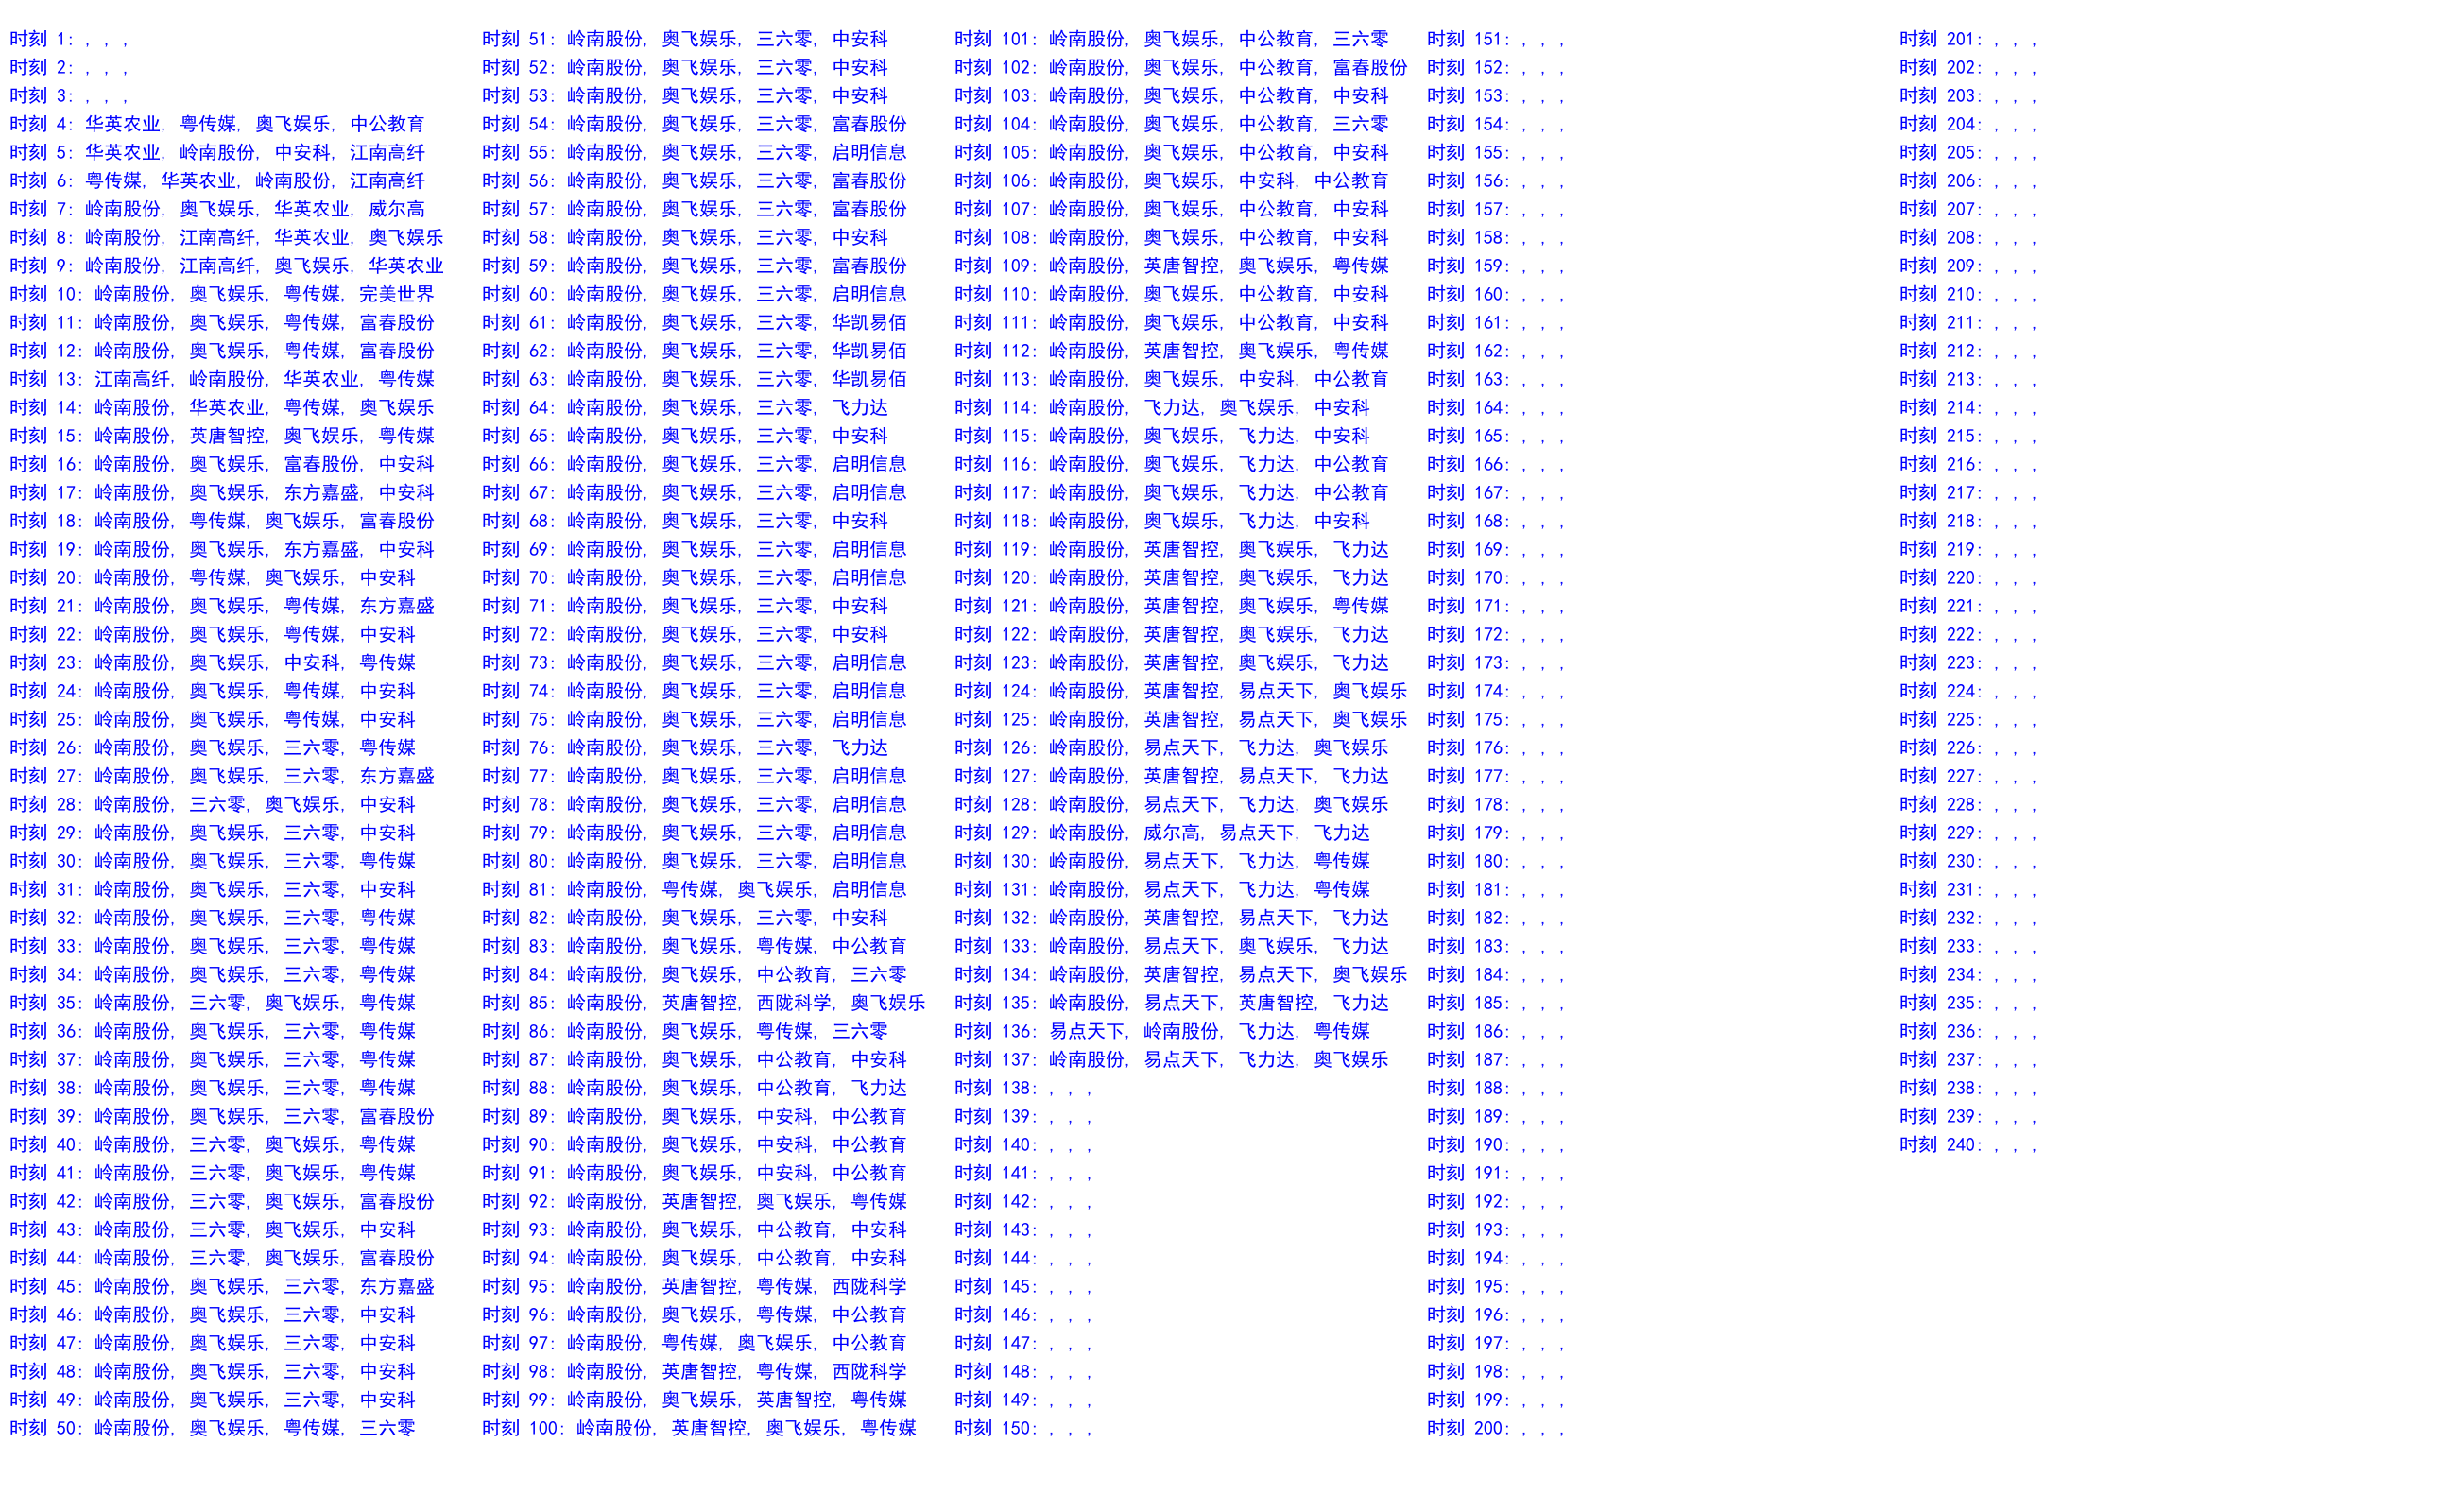 时刻 1: , , ,
时刻 2: , , ,
时刻 3: , , ,
时刻 4: 华英农业, 粤传媒, 奥飞娱乐, 中公教育
时刻 5: 华英农业, 岭南股份, 中安科, 江南高纤
时刻 6: 粤传媒, 华英农业, 岭南股份, 江南高纤
时刻 7: 岭南股份, 奥飞娱乐, 华英农业, 威尔高
时刻 8: 岭南股份, 江南高纤, 华英农业, 奥飞娱乐
时刻 9: 岭南股份, 江南高纤, 奥飞娱乐, 华英农业
时刻 10: 岭南股份, 奥飞娱乐, 粤传媒, 完美世界
时刻 11: 岭南股份, 奥飞娱乐, 粤传媒, 富春股份
时刻 12: 岭南股份, 奥飞娱乐, 粤传媒, 富春股份
时刻 13: 江南高纤, 岭南股份, 华英农业, 粤传媒
时刻 14: 岭南股份, 华英农业, 粤传媒, 奥飞娱乐
时刻 15: 岭南股份, 英唐智控, 奥飞娱乐, 粤传媒
时刻 16: 岭南股份, 奥飞娱乐, 富春股份, 中安科
时刻 17: 岭南股份, 奥飞娱乐, 东方嘉盛, 中安科
时刻 18: 岭南股份, 粤传媒, 奥飞娱乐, 富春股份
时刻 19: 岭南股份, 奥飞娱乐, 东方嘉盛, 中安科
时刻 20: 岭南股份, 粤传媒, 奥飞娱乐, 中安科
时刻 21: 岭南股份, 奥飞娱乐, 粤传媒, 东方嘉盛
时刻 22: 岭南股份, 奥飞娱乐, 粤传媒, 中安科
时刻 23: 岭南股份, 奥飞娱乐, 中安科, 粤传媒
时刻 24: 岭南股份, 奥飞娱乐, 粤传媒, 中安科
时刻 25: 岭南股份, 奥飞娱乐, 粤传媒, 中安科
时刻 26: 岭南股份, 奥飞娱乐, 三六零, 粤传媒
时刻 27: 岭南股份, 奥飞娱乐, 三六零, 东方嘉盛
时刻 28: 岭南股份, 三六零, 奥飞娱乐, 中安科
时刻 29: 岭南股份, 奥飞娱乐, 三六零, 中安科
时刻 30: 岭南股份, 奥飞娱乐, 三六零, 粤传媒
时刻 31: 岭南股份, 奥飞娱乐, 三六零, 中安科
时刻 32: 岭南股份, 奥飞娱乐, 三六零, 粤传媒
时刻 33: 岭南股份, 奥飞娱乐, 三六零, 粤传媒
时刻 34: 岭南股份, 奥飞娱乐, 三六零, 粤传媒
时刻 35: 岭南股份, 三六零, 奥飞娱乐, 粤传媒
时刻 36: 岭南股份, 奥飞娱乐, 三六零, 粤传媒
时刻 37: 岭南股份, 奥飞娱乐, 三六零, 粤传媒
时刻 38: 岭南股份, 奥飞娱乐, 三六零, 粤传媒
时刻 39: 岭南股份, 奥飞娱乐, 三六零, 富春股份
时刻 40: 岭南股份, 三六零, 奥飞娱乐, 粤传媒
时刻 41: 岭南股份, 三六零, 奥飞娱乐, 粤传媒
时刻 42: 岭南股份, 三六零, 奥飞娱乐, 富春股份
时刻 43: 岭南股份, 三六零, 奥飞娱乐, 中安科
时刻 44: 岭南股份, 三六零, 奥飞娱乐, 富春股份
时刻 45: 岭南股份, 奥飞娱乐, 三六零, 东方嘉盛
时刻 46: 岭南股份, 奥飞娱乐, 三六零, 中安科
时刻 47: 岭南股份, 奥飞娱乐, 三六零, 中安科
时刻 48: 岭南股份, 奥飞娱乐, 三六零, 中安科
时刻 49: 岭南股份, 奥飞娱乐, 三六零, 中安科
时刻 50: 岭南股份, 奥飞娱乐, 粤传媒, 三六零
时刻 51: 岭南股份, 奥飞娱乐, 三六零, 中安科
时刻 52: 岭南股份, 奥飞娱乐, 三六零, 中安科
时刻 53: 岭南股份, 奥飞娱乐, 三六零, 中安科
时刻 54: 岭南股份, 奥飞娱乐, 三六零, 富春股份
时刻 55: 岭南股份, 奥飞娱乐, 三六零, 启明信息
时刻 56: 岭南股份, 奥飞娱乐, 三六零, 富春股份
时刻 57: 岭南股份, 奥飞娱乐, 三六零, 富春股份
时刻 58: 岭南股份, 奥飞娱乐, 三六零, 中安科
时刻 59: 岭南股份, 奥飞娱乐, 三六零, 富春股份
时刻 60: 岭南股份, 奥飞娱乐, 三六零, 启明信息
时刻 61: 岭南股份, 奥飞娱乐, 三六零, 华凯易佰
时刻 62: 岭南股份, 奥飞娱乐, 三六零, 华凯易佰
时刻 63: 岭南股份, 奥飞娱乐, 三六零, 华凯易佰
时刻 64: 岭南股份, 奥飞娱乐, 三六零, 飞力达
时刻 65: 岭南股份, 奥飞娱乐, 三六零, 中安科
时刻 66: 岭南股份, 奥飞娱乐, 三六零, 启明信息
时刻 67: 岭南股份, 奥飞娱乐, 三六零, 启明信息
时刻 68: 岭南股份, 奥飞娱乐, 三六零, 中安科
时刻 69: 岭南股份, 奥飞娱乐, 三六零, 启明信息
时刻 70: 岭南股份, 奥飞娱乐, 三六零, 启明信息
时刻 71: 岭南股份, 奥飞娱乐, 三六零, 中安科
时刻 72: 岭南股份, 奥飞娱乐, 三六零, 中安科
时刻 73: 岭南股份, 奥飞娱乐, 三六零, 启明信息
时刻 74: 岭南股份, 奥飞娱乐, 三六零, 启明信息
时刻 75: 岭南股份, 奥飞娱乐, 三六零, 启明信息
时刻 76: 岭南股份, 奥飞娱乐, 三六零, 飞力达
时刻 77: 岭南股份, 奥飞娱乐, 三六零, 启明信息
时刻 78: 岭南股份, 奥飞娱乐, 三六零, 启明信息
时刻 79: 岭南股份, 奥飞娱乐, 三六零, 启明信息
时刻 80: 岭南股份, 奥飞娱乐, 三六零, 启明信息
时刻 81: 岭南股份, 粤传媒, 奥飞娱乐, 启明信息
时刻 82: 岭南股份, 奥飞娱乐, 三六零, 中安科
时刻 83: 岭南股份, 奥飞娱乐, 粤传媒, 中公教育
时刻 84: 岭南股份, 奥飞娱乐, 中公教育, 三六零
时刻 85: 岭南股份, 英唐智控, 西陇科学, 奥飞娱乐
时刻 86: 岭南股份, 奥飞娱乐, 粤传媒, 三六零
时刻 87: 岭南股份, 奥飞娱乐, 中公教育, 中安科
时刻 88: 岭南股份, 奥飞娱乐, 中公教育, 飞力达
时刻 89: 岭南股份, 奥飞娱乐, 中安科, 中公教育
时刻 90: 岭南股份, 奥飞娱乐, 中安科, 中公教育
时刻 91: 岭南股份, 奥飞娱乐, 中安科, 中公教育
时刻 92: 岭南股份, 英唐智控, 奥飞娱乐, 粤传媒
时刻 93: 岭南股份, 奥飞娱乐, 中公教育, 中安科
时刻 94: 岭南股份, 奥飞娱乐, 中公教育, 中安科
时刻 95: 岭南股份, 英唐智控, 粤传媒, 西陇科学
时刻 96: 岭南股份, 奥飞娱乐, 粤传媒, 中公教育
时刻 97: 岭南股份, 粤传媒, 奥飞娱乐, 中公教育
时刻 98: 岭南股份, 英唐智控, 粤传媒, 西陇科学
时刻 99: 岭南股份, 奥飞娱乐, 英唐智控, 粤传媒
时刻 100: 岭南股份, 英唐智控, 奥飞娱乐, 粤传媒
时刻 101: 岭南股份, 奥飞娱乐, 中公教育, 三六零
时刻 102: 岭南股份, 奥飞娱乐, 中公教育, 富春股份
时刻 103: 岭南股份, 奥飞娱乐, 中公教育, 中安科
时刻 104: 岭南股份, 奥飞娱乐, 中公教育, 三六零
时刻 105: 岭南股份, 奥飞娱乐, 中公教育, 中安科
时刻 106: 岭南股份, 奥飞娱乐, 中安科, 中公教育
时刻 107: 岭南股份, 奥飞娱乐, 中公教育, 中安科
时刻 108: 岭南股份, 奥飞娱乐, 中公教育, 中安科
时刻 109: 岭南股份, 英唐智控, 奥飞娱乐, 粤传媒
时刻 110: 岭南股份, 奥飞娱乐, 中公教育, 中安科
时刻 111: 岭南股份, 奥飞娱乐, 中公教育, 中安科
时刻 112: 岭南股份, 英唐智控, 奥飞娱乐, 粤传媒
时刻 113: 岭南股份, 奥飞娱乐, 中安科, 中公教育
时刻 114: 岭南股份, 飞力达, 奥飞娱乐, 中安科
时刻 115: 岭南股份, 奥飞娱乐, 飞力达, 中安科
时刻 116: 岭南股份, 奥飞娱乐, 飞力达, 中公教育
时刻 117: 岭南股份, 奥飞娱乐, 飞力达, 中公教育
时刻 118: 岭南股份, 奥飞娱乐, 飞力达, 中安科
时刻 119: 岭南股份, 英唐智控, 奥飞娱乐, 飞力达
时刻 120: 岭南股份, 英唐智控, 奥飞娱乐, 飞力达
时刻 121: 岭南股份, 英唐智控, 奥飞娱乐, 粤传媒
时刻 122: 岭南股份, 英唐智控, 奥飞娱乐, 飞力达
时刻 123: 岭南股份, 英唐智控, 奥飞娱乐, 飞力达
时刻 124: 岭南股份, 英唐智控, 易点天下, 奥飞娱乐
时刻 125: 岭南股份, 英唐智控, 易点天下, 奥飞娱乐
时刻 126: 岭南股份, 易点天下, 飞力达, 奥飞娱乐
时刻 127: 岭南股份, 英唐智控, 易点天下, 飞力达
时刻 128: 岭南股份, 易点天下, 飞力达, 奥飞娱乐
时刻 129: 岭南股份, 威尔高, 易点天下, 飞力达
时刻 130: 岭南股份, 易点天下, 飞力达, 粤传媒
时刻 131: 岭南股份, 易点天下, 飞力达, 粤传媒
时刻 132: 岭南股份, 英唐智控, 易点天下, 飞力达
时刻 133: 岭南股份, 易点天下, 奥飞娱乐, 飞力达
时刻 134: 岭南股份, 英唐智控, 易点天下, 奥飞娱乐
时刻 135: 岭南股份, 易点天下, 英唐智控, 飞力达
时刻 136: 易点天下, 岭南股份, 飞力达, 粤传媒
时刻 137: 岭南股份, 易点天下, 飞力达, 奥飞娱乐
时刻 138: , , ,
时刻 139: , , ,
时刻 140: , , ,
时刻 141: , , ,
时刻 142: , , ,
时刻 143: , , ,
时刻 144: , , ,
时刻 145: , , ,
时刻 146: , , ,
时刻 147: , , ,
时刻 148: , , ,
时刻 149: , , ,
时刻 150: , , ,
时刻 151: , , ,
时刻 152: , , ,
时刻 153: , , ,
时刻 154: , , ,
时刻 155: , , ,
时刻 156: , , ,
时刻 157: , , ,
时刻 158: , , ,
时刻 159: , , ,
时刻 160: , , ,
时刻 161: , , ,
时刻 162: , , ,
时刻 163: , , ,
时刻 164: , , ,
时刻 165: , , ,
时刻 166: , , ,
时刻 167: , , ,
时刻 168: , , ,
时刻 169: , , ,
时刻 170: , , ,
时刻 171: , , ,
时刻 172: , , ,
时刻 173: , , ,
时刻 174: , , ,
时刻 175: , , ,
时刻 176: , , ,
时刻 177: , , ,
时刻 178: , , ,
时刻 179: , , ,
时刻 180: , , ,
时刻 181: , , ,
时刻 182: , , ,
时刻 183: , , ,
时刻 184: , , ,
时刻 185: , , ,
时刻 186: , , ,
时刻 187: , , ,
时刻 188: , , ,
时刻 189: , , ,
时刻 190: , , ,
时刻 191: , , ,
时刻 192: , , ,
时刻 193: , , ,
时刻 194: , , ,
时刻 195: , , ,
时刻 196: , , ,
时刻 197: , , ,
时刻 198: , , ,
时刻 199: , , ,
时刻 200: , , ,
时刻 201: , , ,
时刻 202: , , ,
时刻 203: , , ,
时刻 204: , , ,
时刻 205: , , ,
时刻 206: , , ,
时刻 207: , , ,
时刻 208: , , ,
时刻 209: , , ,
时刻 210: , , ,
时刻 211: , , ,
时刻 212: , , ,
时刻 213: , , ,
时刻 214: , , ,
时刻 215: , , ,
时刻 216: , , ,
时刻 217: , , ,
时刻 218: , , ,
时刻 219: , , ,
时刻 220: , , ,
时刻 221: , , ,
时刻 222: , , ,
时刻 223: , , ,
时刻 224: , , ,
时刻 225: , , ,
时刻 226: , , ,
时刻 227: , , ,
时刻 228: , , ,
时刻 229: , , ,
时刻 230: , , ,
时刻 231: , , ,
时刻 232: , , ,
时刻 233: , , ,
时刻 234: , , ,
时刻 235: , , ,
时刻 236: , , ,
时刻 237: , , ,
时刻 238: , , ,
时刻 239: , , ,
时刻 240: , , ,